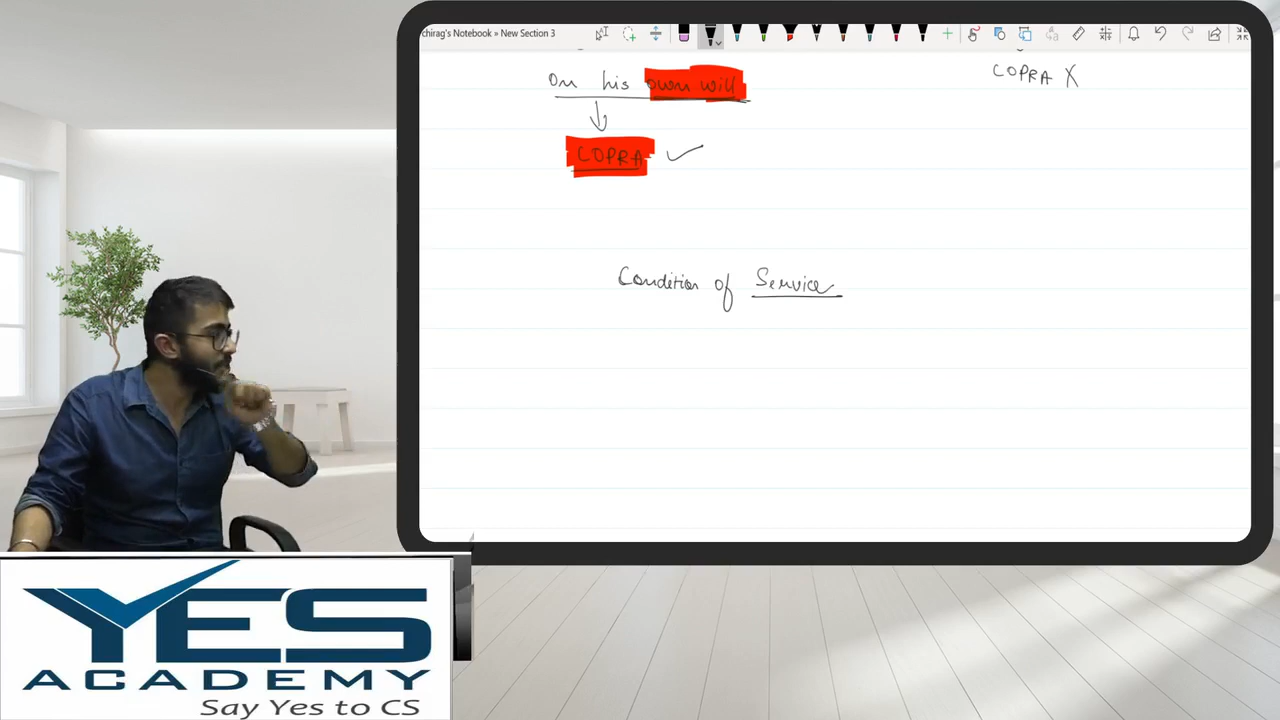 chirag's Notebook » New Section 3
COPRA X
On his own will
COPRA
Condition of Service
YES
ACADEMY
Say Yes to CS